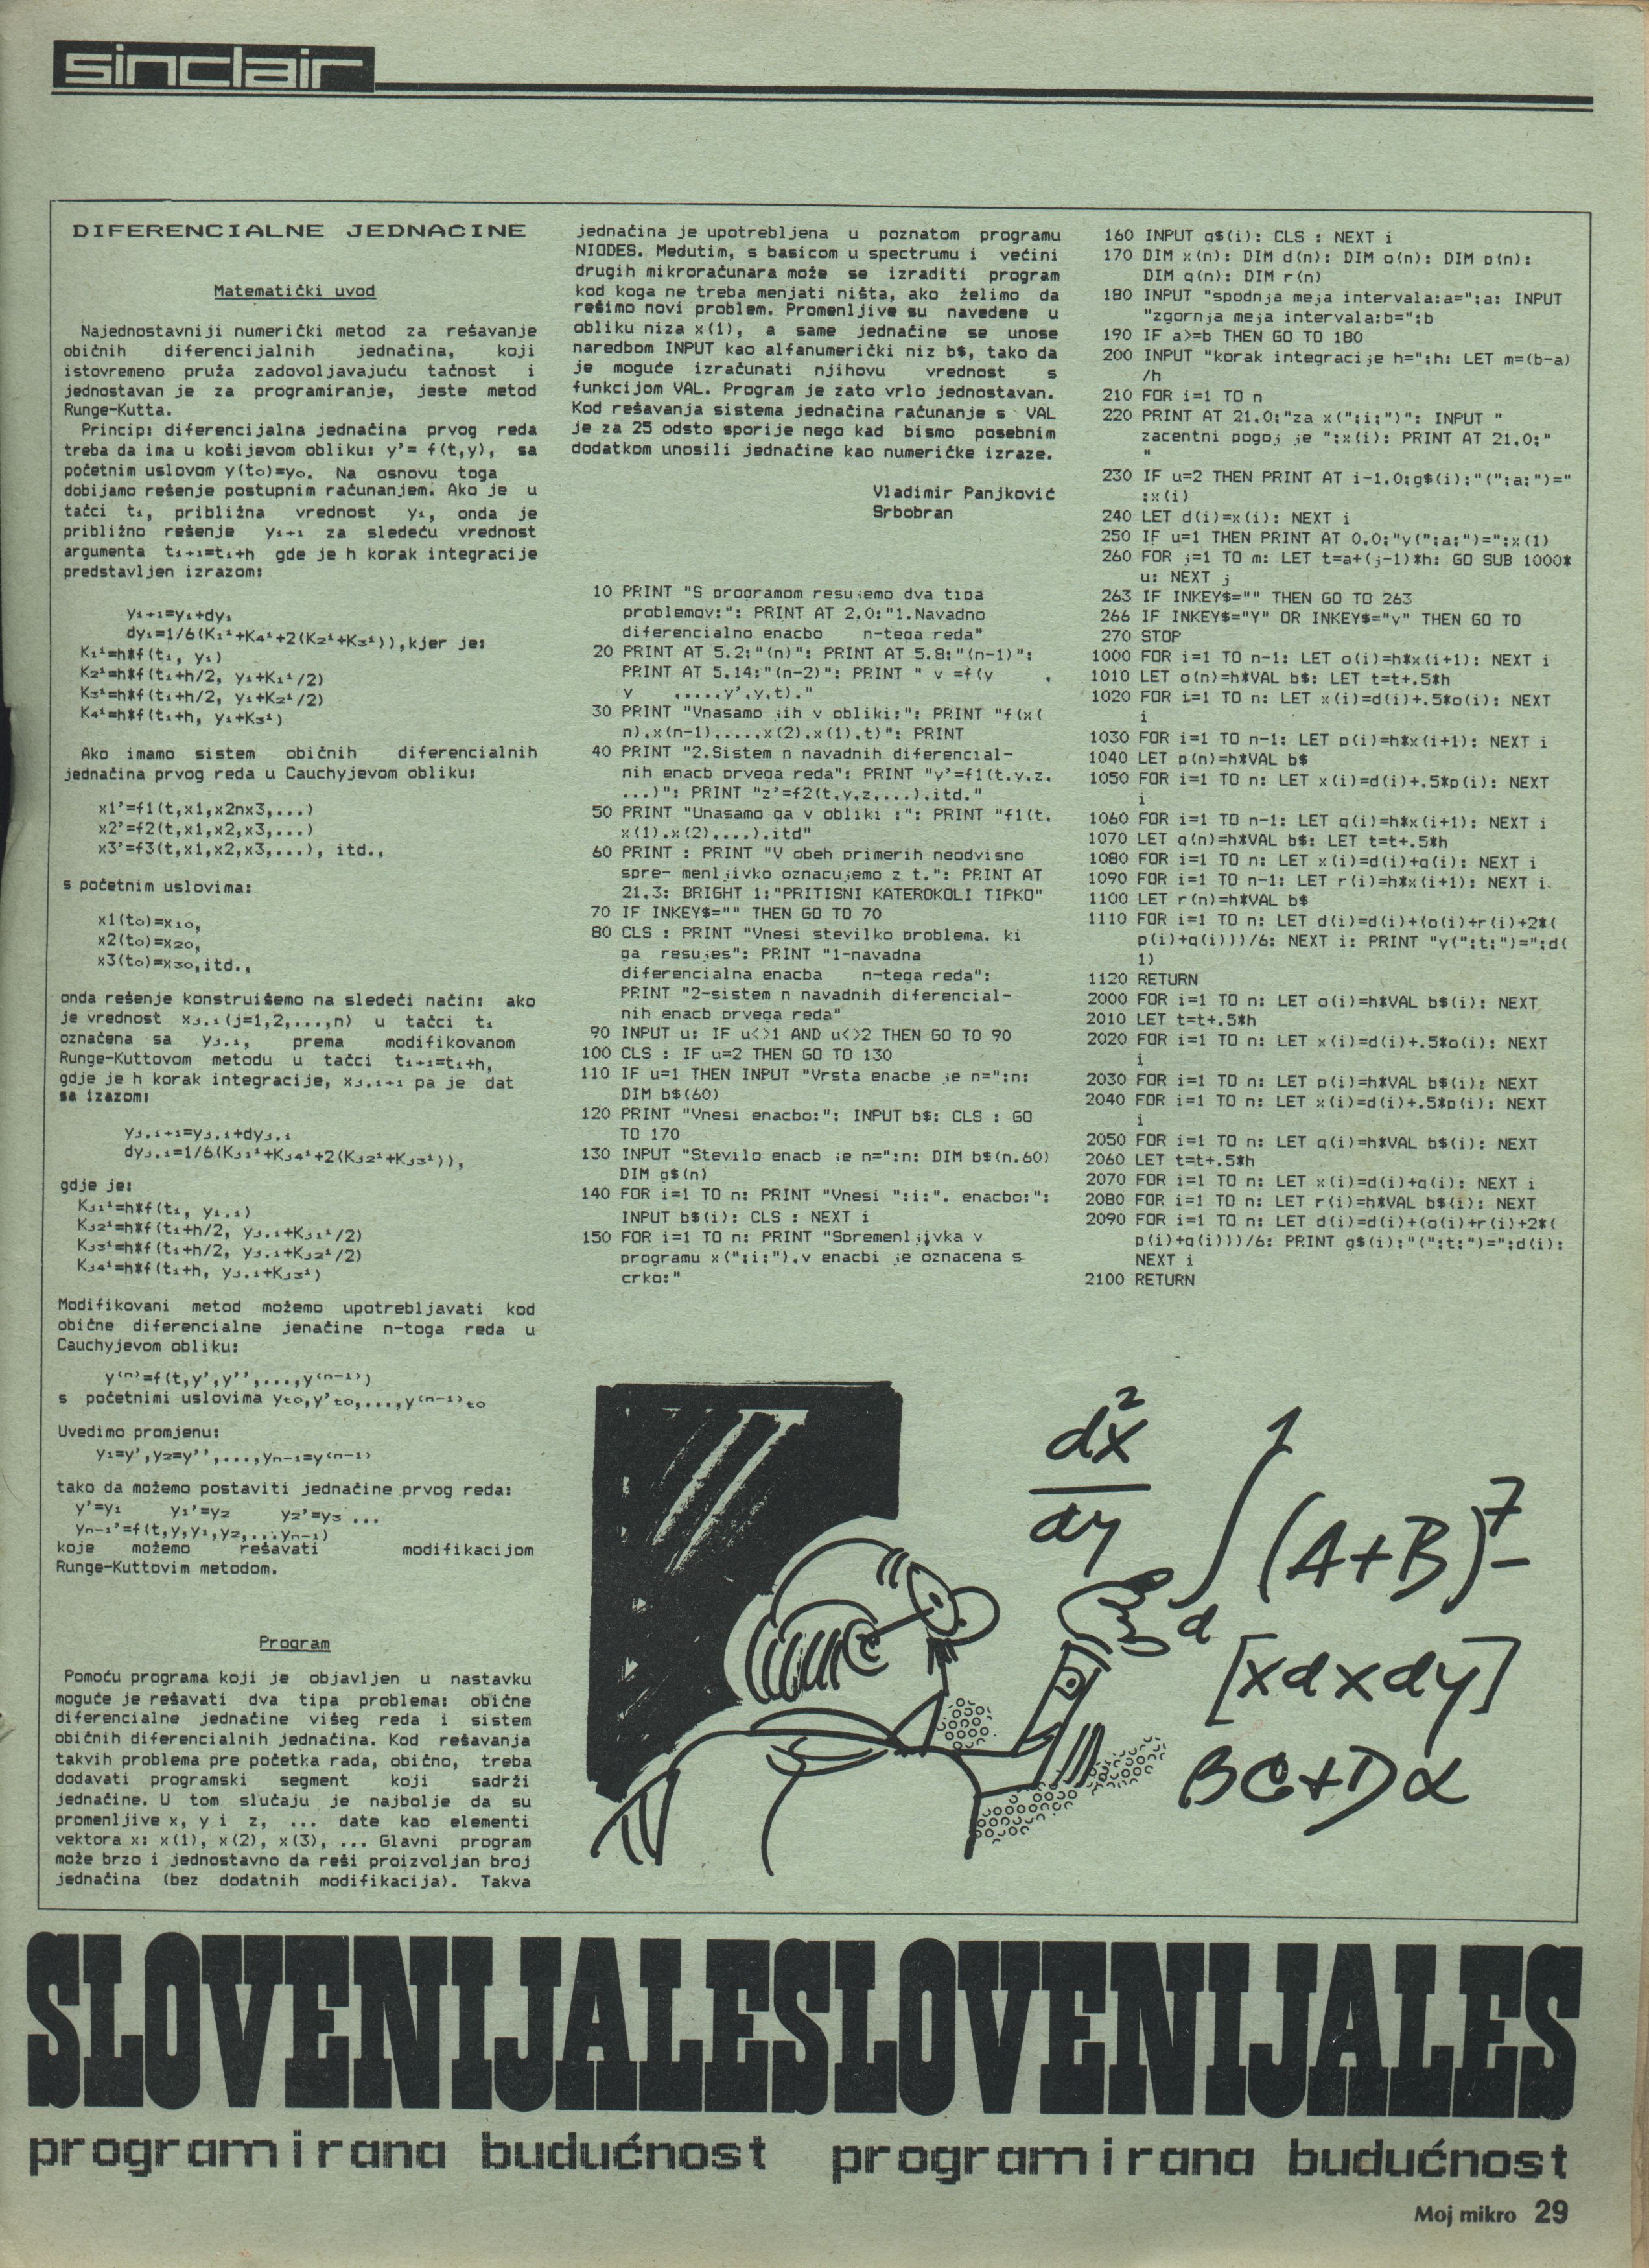 sinclair
DIFERENCIALNE JEDNACINE
Matematički uvod
Najednostavniji numerički metod za rešavanje
običnih diferencijalnih jednačina, koji
istovremeno pruža zadovoljavajuću tačnost i
jednostavan je za programiranje, jeste metod
Runge-Kutta.
Princip: diferencijalna jednačina prvog reda
treba da ima u košijevom obliku: y'= f(t,y), sa
početnim uslovom y(t₀)=y₀. Na osnovu toga
dobijamo rešenje postupnim računanjem. Ako je u
tačci tᵢ, približna vrednost yᵢ, onda je
približno rešenje yᵢ₊₁ za sledeću vrednost
argumenta tᵢ₊₁=tᵢ+h gde je h korak integracije
predstavljen izrazom:
yᵢ₊₁=yᵢ+dyᵢ
dyᵢ=1/6(K₁ⁱ+K₄ⁱ+2(K₂ⁱ+K₃ⁱ)),kjer je:
K₁ⁱ=h*f(tᵢ, yᵢ)
K₂ⁱ=h*f(tᵢ+h/2, yᵢ+K₁ⁱ/2)
K₃ⁱ=h*f(tᵢ+h/2, yᵢ+K₂ⁱ/2)
K₄ⁱ=h*f(tᵢ+h, yᵢ+K₃ⁱ)
Ako imamo sistem običnih diferencialnih
jednačina prvog reda u Cauchyjevom obliku:
x1'=f1(t,x1,x2nx3,...)
x2'=f2(t,x1,x2,x3,...)
x3'=f3(t,x1,x2,x3,...), itd.,
s početnim uslovima:
x1(t₀)=x₁₀,
x2(t₀)=x₂₀,
x3(t₀)=x₃₀,itd.,
onda rešenje konstruišemo na sledeći način: ako
je vrednost xⱼ.ᵢ(j=1,2,...,n) u tačci tᵢ
označena sa yⱼ.ᵢ, prema modifikovanom
Runge-Kuttovom metodu u tačci tᵢ₊₁=tᵢ+h,
gdje je h korak integracije, xⱼ.ᵢ₊₁ pa je dat
sa izazom:
yⱼ.ᵢ₊₁=yⱼ.ᵢ+dyⱼ.ᵢ
dyⱼ.ᵢ=1/6(Kⱼ₁ⁱ+Kⱼ₄ⁱ+2(Kⱼ₂ⁱ+Kⱼ₃ⁱ)),
gdje je:
Kⱼ₁ⁱ=h*f(tᵢ, yⱼ.ᵢ)
Kⱼ₂ⁱ=h*f(tᵢ+h/2, yⱼ.ᵢ+Kⱼ₁ⁱ/2)
Kⱼ₃ⁱ=h*f(tᵢ+h/2, yⱼ.ᵢ+Kⱼ₂ⁱ/2)
Kⱼ₄ⁱ=h*f(tᵢ+h, yⱼ.ᵢ+Kⱼ₃ⁱ)
Modifikovani metod možemo upotrebljavati kod
obične diferencialne jenačine n-toga reda u
Cauchyjevom obliku:
y⁽ⁿ⁾=f(t,y',y'',...,y⁽ⁿ⁻¹⁾)
s početnimi uslovima yₜ₀,y'ₜ₀,...,y⁽ⁿ⁻¹⁾ₜ₀
Uvedimo promjenu:
y₁=y',y₂=y'',...,yₙ₋₁=y⁽ⁿ⁻¹⁾
tako da možemo postaviti jednačine prvog reda:
y'=y₁ y₁'=y₂ y₂'=y₃ ...
yₙ₋₁'=f(t,y,y₁,y₂,...yₙ₋₁)
koje možemo rešavati modifikacijom
Runge-Kuttovim metodom.
Program
Pomoću programa koji je objavljen u nastavku
moguće je rešavati dva tipa problema: obične
diferencialne jednačine višeg reda i sistem
običnih diferencialnih jednačina. Kod rešavanja
takvih problema pre početka rada, obično, treba
dodavati programski segment koji sadrži
jednačine. U tom slučaju je najbolje da su
promenljive x, y i z, ... date kao elementi
vektora x: x(1), x(2), x(3), ... Glavni program
može brzo i jednostavno da reši proizvoljan broj
jednačina (bez dodatnih modifikacija). Takva
jednačina je upotrebljena u poznatom programu
NIODES. Medutim, s basicom u spectrumu i većini
drugih mikroračunara može se izraditi program
kod koga ne treba menjati ništa, ako želimo da
rešimo novi problem. Promenljive su navedene u
obliku niza x(1), a same jednačine se unose
naredbom INPUT kao alfanumerički niz b$, tako da
je moguće izračunati njihovu vrednost s
funkcijom VAL. Program je zato vrlo jednostavan.
Kod rešavanja sistema jednačina računanje s VAL
je za 25 odsto sporije nego kad bismo posebnim
dodatkom unosili jednačine kao numeričke izraze.
Vladimir Panjković
Srbobran
10 PRINT "S programom resujemo dva tipa
problemov:": PRINT AT 2,0;"1.Navadno
diferencialno enacbo n-tega reda"
20 PRINT AT 5,2;"(n)": PRINT AT 5,8;"(n-1)":
PRINT AT 5,14;"(n-2)": PRINT " y =f(y ,
y ,....,y',y,t)."
30 PRINT "Vnasamo jih v obliki:": PRINT "f(x(
n),x(n-1),...,x(2),x(1),t)": PRINT
40 PRINT "2.Sistem n navadnih diferencial-
nih enacb prvega reda": PRINT "y'=f1(t,y,z,
...)": PRINT "z'=f2(t,y,z,...),itd."
50 PRINT "Unasamo ga v obliki :": PRINT "f1(t,
x(1),x(2),...),itd"
60 PRINT : PRINT "V obeh primerih neodvisno
spre- menljivko oznacujemo z t.": PRINT AT
21,3; BRIGHT 1;"PRITISNI KATEROKOLI TIPKO"
70 IF INKEY$="" THEN GO TO 70
80 CLS : PRINT "Vnesi stevilko problema, ki
ga resujes": PRINT "1-navadna
diferencialna enacba n-tega reda":
PRINT "2-sistem n navadnih diferencial-
nih enacb prvega reda"
90 INPUT u: IF u<>1 AND u<>2 THEN GO TO 90
100 CLS : IF u=2 THEN GO TO 130
110 IF u=1 THEN INPUT "Vrsta enacbe je n=";n:
DIM b$(60)
120 PRINT "Vnesi enacbo:": INPUT b$: CLS : GO
TO 170
130 INPUT "Stevilo enacb je n=";n: DIM b$(n,60)
DIM g$(n)
140 FOR i=1 TO n: PRINT "Vnesi ";i;". enacbo:":
INPUT b$(i): CLS : NEXT i
150 FOR i=1 TO n: PRINT "Spremenljivka v
programu x(";i;"),v enacbi je oznacena s
crko:"
160 INPUT g$(i): CLS : NEXT i
170 DIM x(n): DIM d(n): DIM o(n): DIM p(n):
DIM q(n): DIM r(n)
180 INPUT "spodnja meja intervala:a=";a: INPUT
"zgornja meja intervala:b=";b
190 IF a>=b THEN GO TO 180
200 INPUT "korak integracije h=";h: LET m=(b-a)
/h
210 FOR i=1 TO n
220 PRINT AT 21,0;"za x(";i;")": INPUT "
zacentni pogoj je ";x(i): PRINT AT 21,0;"
"
230 IF u=2 THEN PRINT AT i-1,0;g$(i);"(";a;")="
;x(i)
240 LET d(i)=x(i): NEXT i
250 IF u=1 THEN PRINT AT 0,0;"y(";a;")=";x(1)
260 FOR j=1 TO m: LET t=a+(j-1)*h: GO SUB 1000*
u: NEXT j
263 IF INKEY$="" THEN GO TO 263
266 IF INKEY$="Y" OR INKEY$="y" THEN GO TO
270 STOP
1000 FOR i=1 TO n-1: LET o(i)=h*x(i+1): NEXT i
1010 LET o(n)=h*VAL b$: LET t=t+.5*h
1020 FOR i=1 TO n: LET x(i)=d(i)+.5*o(i): NEXT
i
1030 FOR i=1 TO n-1: LET p(i)=h*x(i+1): NEXT i
1040 LET p(n)=h*VAL b$
1050 FOR i=1 TO n: LET x(i)=d(i)+.5*p(i): NEXT
i
1060 FOR i=1 TO n-1: LET q(i)=h*x(i+1): NEXT i
1070 LET q(n)=h*VAL b$: LET t=t+.5*h
1080 FOR i=1 TO n: LET x(i)=d(i)+q(i): NEXT i
1090 FOR i=1 TO n-1: LET r(i)=h*x(i+1): NEXT i
1100 LET r(n)=h*VAL b$
1110 FOR i=1 TO n: LET d(i)=d(i)+(o(i)+r(i)+2*(
p(i)+q(i)))/6: NEXT i: PRINT "y(";t;")=";d(
1)
1120 RETURN
2000 FOR i=1 TO n: LET o(i)=h*VAL b$(i): NEXT
2010 LET t=t+.5*h
2020 FOR i=1 TO n: LET x(i)=d(i)+.5*o(i): NEXT
i
2030 FOR i=1 TO n: LET p(i)=h*VAL b$(i): NEXT
2040 FOR i=1 TO n: LET x(i)=d(i)+.5*p(i): NEXT
i
2050 FOR i=1 TO n: LET q(i)=h*VAL b$(i): NEXT
2060 LET t=t+.5*h
2070 FOR i=1 TO n: LET x(i)=d(i)+q(i): NEXT i
2080 FOR i=1 TO n: LET r(i)=h*VAL b$(i): NEXT
2090 FOR i=1 TO n: LET d(i)=d(i)+(o(i)+r(i)+2*(
p(i)+q(i)))/6: PRINT g$(i);"(";t;")=";d(i):
NEXT i
2100 RETURN
dx²
dy
∫ (A+B)⁷ –
d
[xdxdy]
BC+Dα
SLOVENIJALESLOVENIJALES
programirana budućnost programirana budućnost
Moj mikro 29